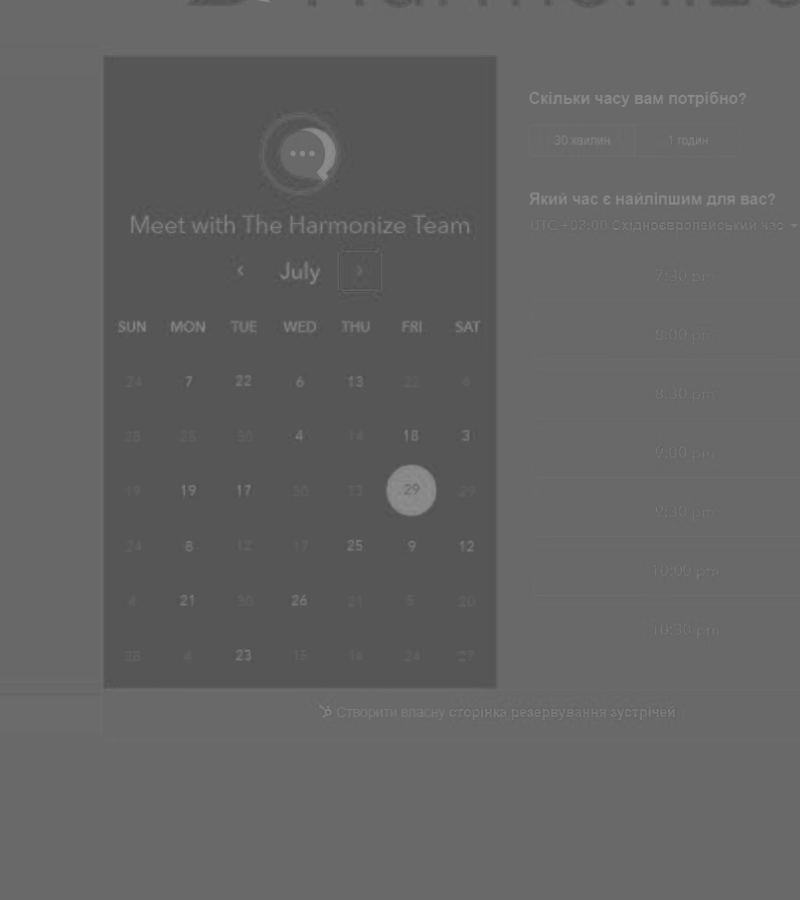 Harmonize
Meet with The Harmonize Team
‹ July ›
SUN MON TUE WED THU FRI SAT
24 7 22 6 13 22 6
28 28 30 4 14 18 3
19 19 17 30 13 29 29
24 8 12 17 25 9 12
4 21 30 26 21 5 20
28 4 23 15 14 24 27
Скільки часу вам потрібно?
30 хвилин 1 годин
Який час є найліпшим для вас?
UTC +03:00 Східноєвропейський час
7:30 pm
8:00 pm
8:30 pm
9:00 pm
9:30 pm
10:00 pm
10:30 pm
Створити власну сторінка резервування зустрічей